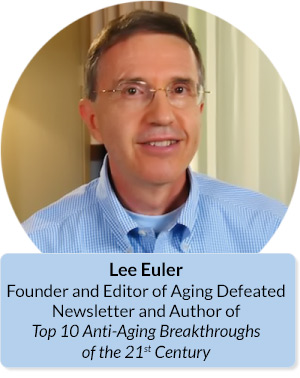 Lee Euler
Founder and Editor of Aging Defeated
Newsletter and Author of
Top 10 Anti-Aging Breakthroughs
of the 21st Century